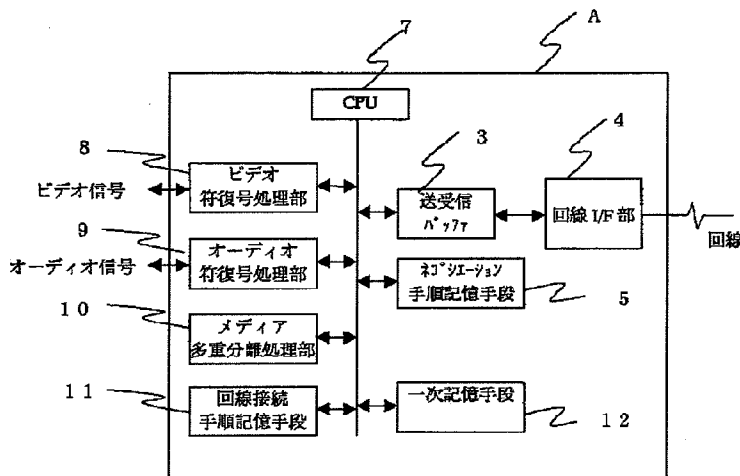 7
A
CPU
8
ビデオ
符復号処理部
ビデオ信号
3
送受信
バッファ
4
回線 I/F 部
回線
9
オーディオ
符復号処理部
オーディオ信号
ネゴシエーション
手順記憶手段
5
10
メディア
多重分離処理部
11
回線接続
手順記憶手段
一次記憶手段
12